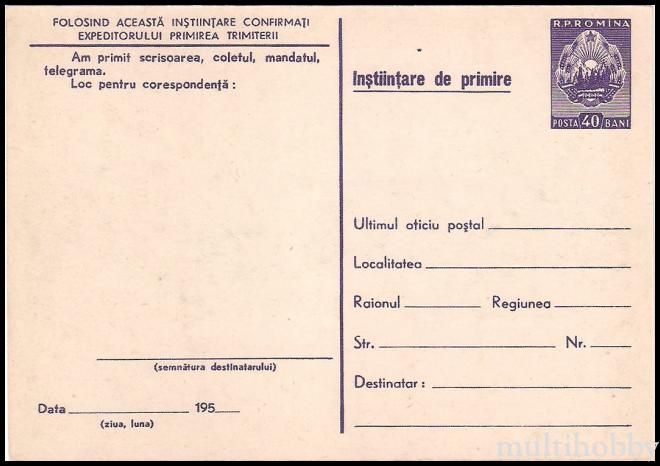 FOLOSIND ACEASTĂ INȘTIINȚARE CONFIRMAȚI
EXPEDITORULUI PRIMIREA TRIMITERII
Am primit scrisoarea, coletul, mandatul,
telegrama.
Loc pentru corespondență :
(semnătura destinatarului)
Data 195
(ziua, luna)
Inștiințare de primire
R.P.ROMINA
POSTA 40 BANI
Ultimul oficiu poștal
Localitatea
Raionul Regiunea
Str. Nr.
Destinatar :
multihobby